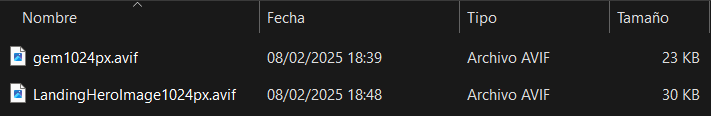 Nombre Fecha Tipo Tamaño
gem1024px.avif 08/02/2025 18:39 Archivo AVIF 23 KB
LandingHeroImage1024px.avif 08/02/2025 18:48 Archivo AVIF 30 KB